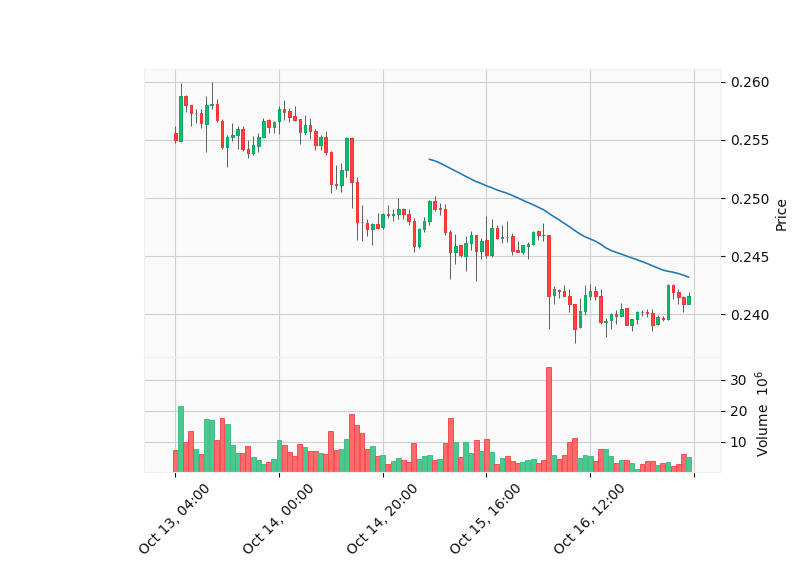 0.260
0.255
0.250
0.245
0.240
Price
30
20
10
Volume 10^6
Oct 13, 04:00
Oct 14, 00:00
Oct 14, 20:00
Oct 15, 16:00
Oct 16, 12:00